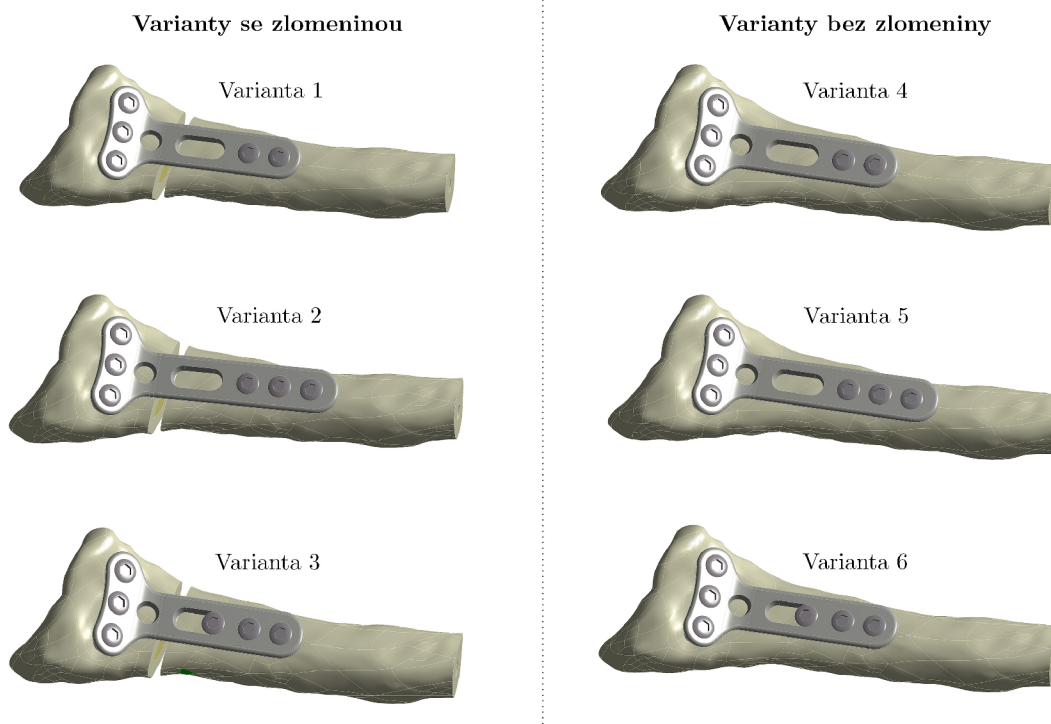 Varianty se zlomeninou
Varianta 1
Varianta 2
Varianta 3
Varianty bez zlomeniny
Varianta 4
Varianta 5
Varianta 6